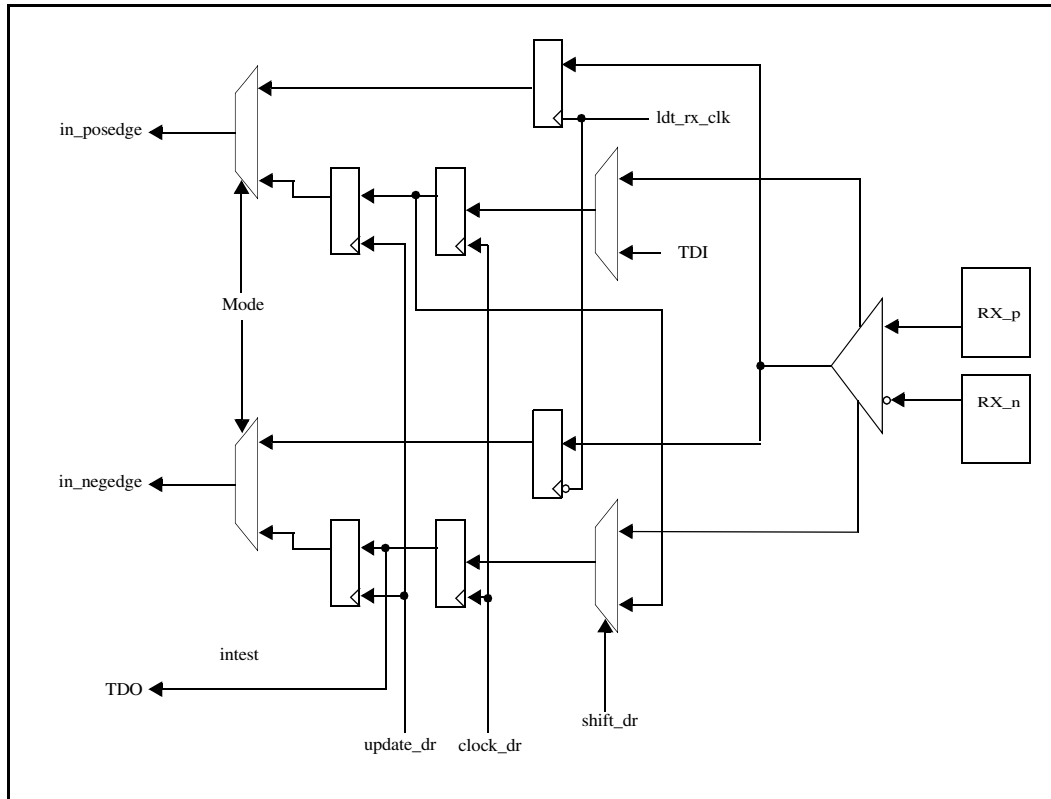 in_posedge
ldt_rx_clk
TDI
Mode
RX_p
RX_n
in_negedge
intest
TDO
shift_dr
update_dr
clock_dr